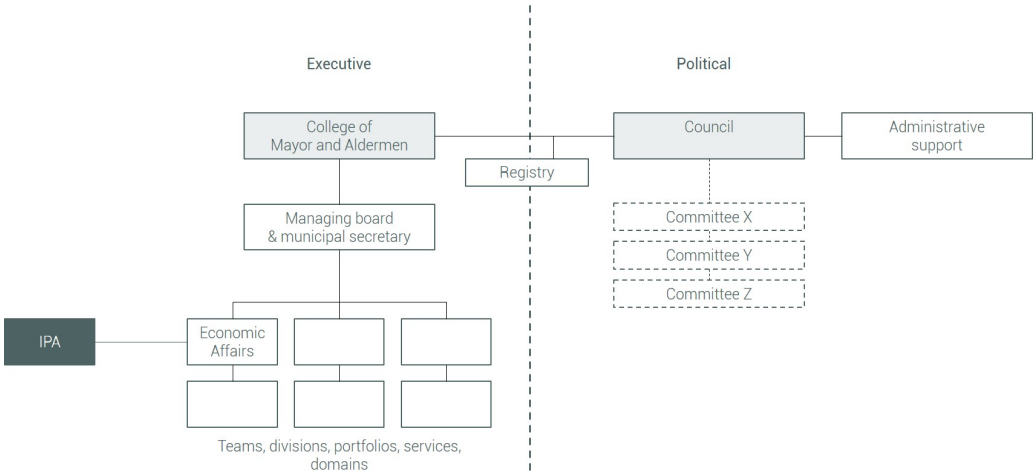 Executive
Political
College of
Mayor and Aldermen
Council
Administrative
support
Registry
Managing board
& municipal secretary
Committee X
Committee Y
Committee Z
IPA
Economic
Affairs
Teams, divisions, portfolios, services,
domains